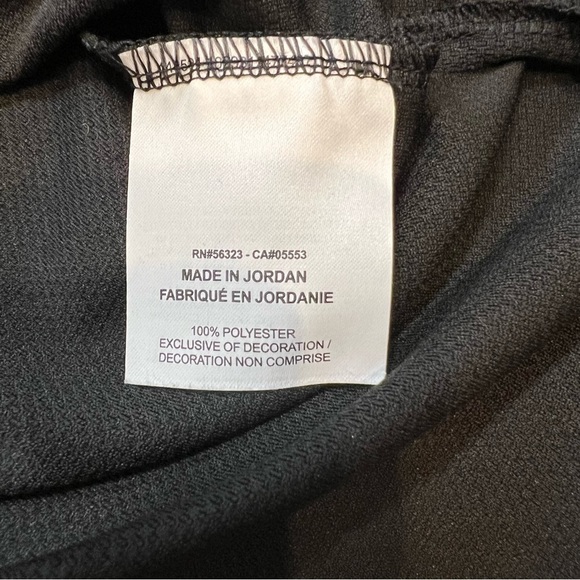 RN#56323 - CA#05553
MADE IN JORDAN
FABRIQUÉ EN JORDANIE
100% POLYESTER
EXCLUSIVE OF DECORATION /
DECORATION NON COMPRISE